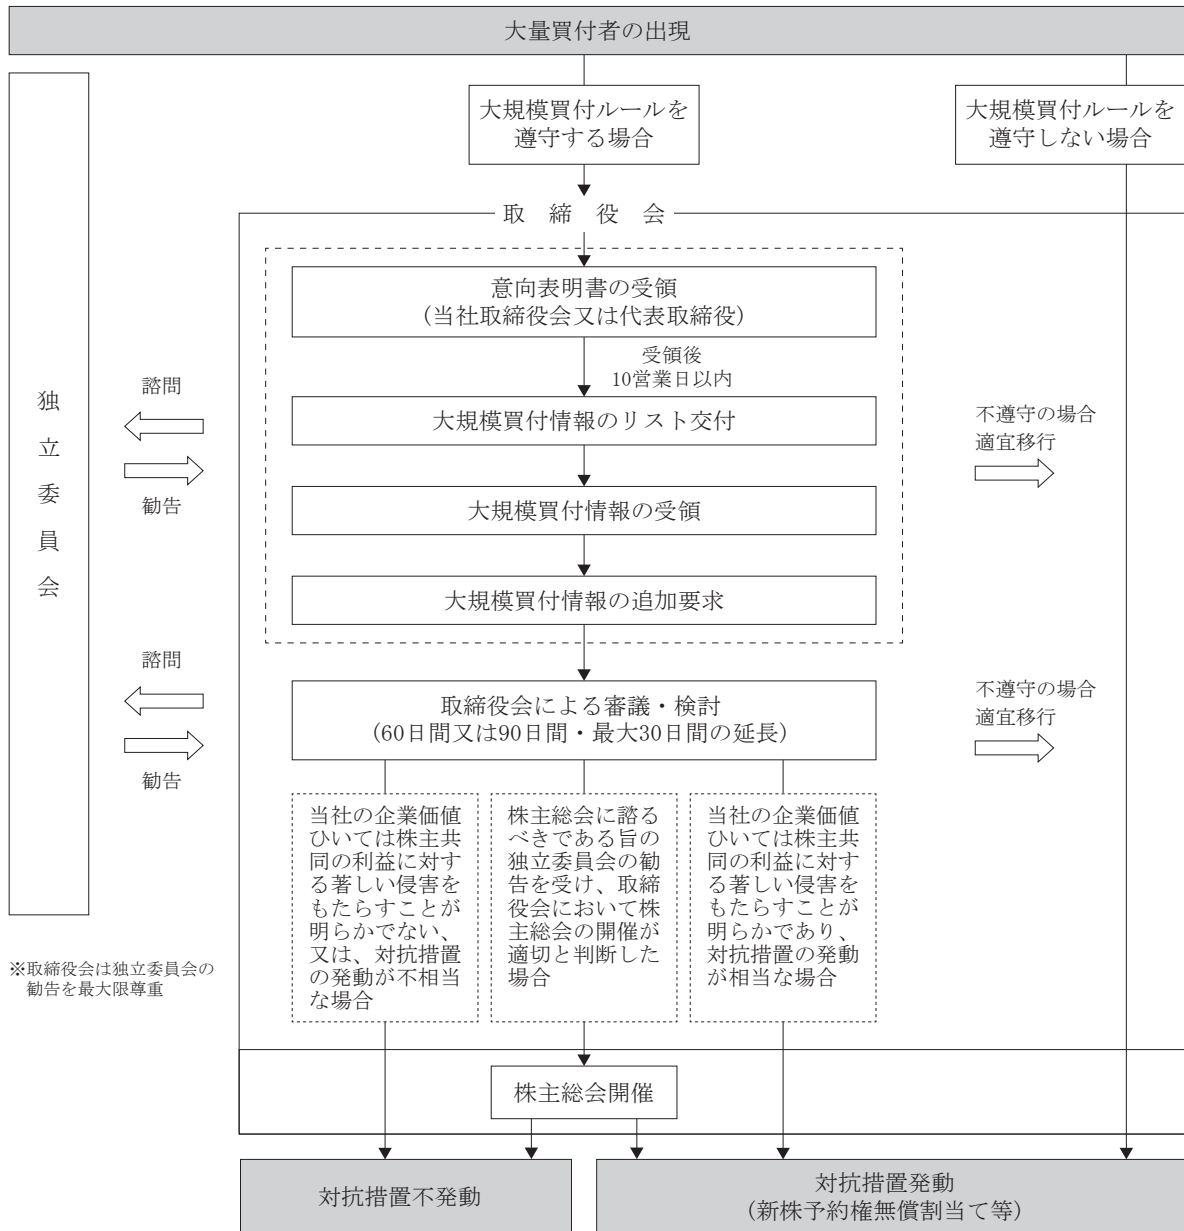 大量買付者の出現
大規模買付ルールを
遵守する場合
大規模買付ルールを
遵守しない場合
取締役会
意向表明書の受領
（当社取締役会又は代表取締役）
受領後
10営業日以内
大規模買付情報のリスト交付
大規模買付情報の受領
大規模買付情報の追加要求
独立委員会
諮問
勧告
不遵守の場合
適宜移行
諮問
勧告
取締役会による審議・検討
（60日間又は90日間・最大30日間の延長）
不遵守の場合
適宜移行
当社の企業価値
ひいては株主共
同の利益に対す
る著しい侵害を
もたらすことが
明らかでない、
又は、対抗措置
の発動が不相当
な場合
株主総会に諮る
べきである旨の
独立委員会の勧
告を受け、取締
役会において株
主総会の開催が
適切と判断した
場合
当社の企業価値
ひいては株主共
同の利益に対す
る著しい侵害を
もたらすことが
明らかであり、
対抗措置の発動
が相当な場合
※取締役会は独立委員会の
勧告を最大限尊重
株主総会開催
対抗措置不発動
対抗措置発動
（新株予約権無償割当て等）